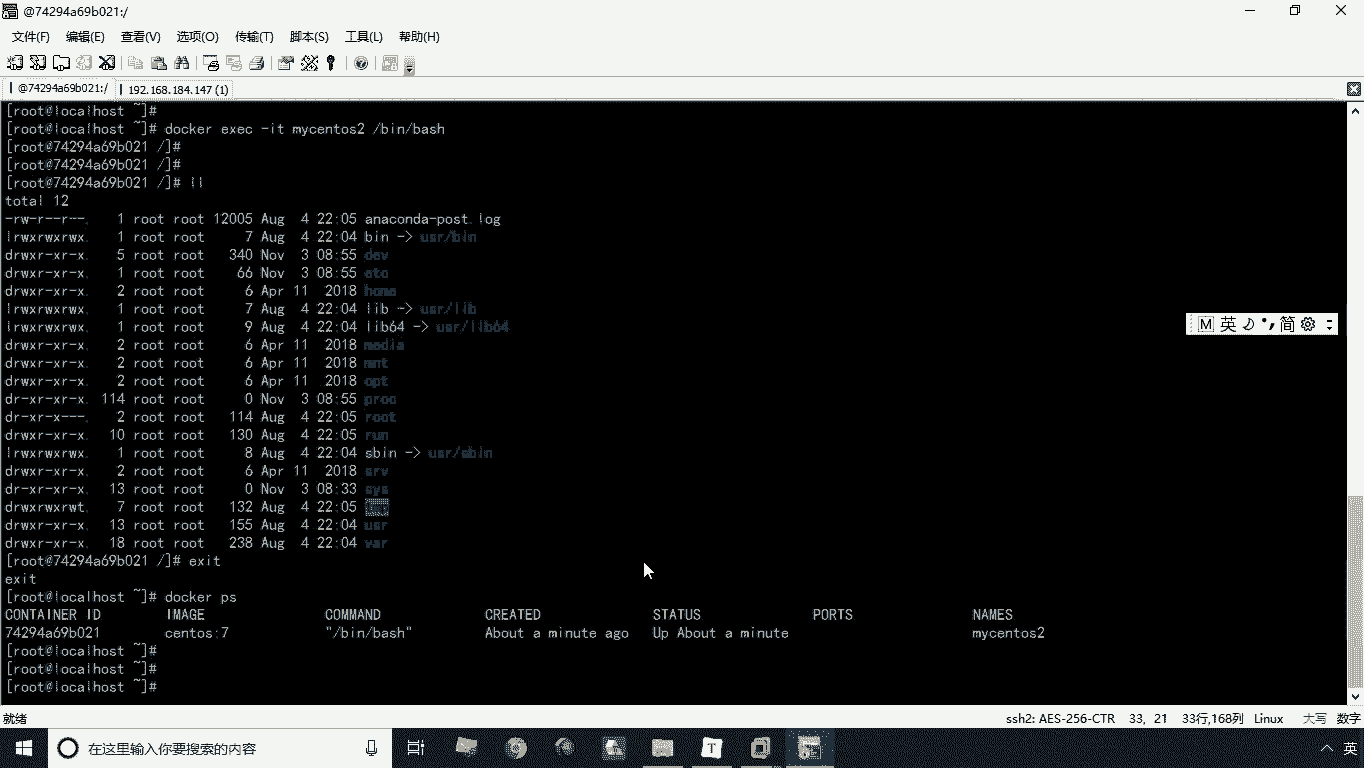 @74294a69b021:/
文件(F) 编辑(E) 查看(V) 选项(O) 传输(T) 脚本(S) 工具(L) 帮助(H)
@74294a69b021:/ 192.168.184.147 (1)
[root@localhost ~]#
[root@localhost ~]# docker exec -it mycentos2 /bin/bash
[root@74294a69b021 /]#
[root@74294a69b021 /]#
[root@74294a69b021 /]# ll
total 12
-rw-r--r--. 1 root root 12005 Aug 4 22:05 anaconda-post.log
lrwxrwxrwx. 1 root root 7 Aug 4 22:04 bin -> usr/bin
drwxr-xr-x. 5 root root 340 Nov 3 08:55 dev
drwxr-xr-x. 1 root root 66 Nov 3 08:55 etc
drwxr-xr-x. 2 root root 6 Apr 11 2018 home
lrwxrwxrwx. 1 root root 7 Aug 4 22:04 lib -> usr/lib
lrwxrwxrwx. 1 root root 9 Aug 4 22:04 lib64 -> usr/lib64
drwxr-xr-x. 2 root root 6 Apr 11 2018 media
drwxr-xr-x. 2 root root 6 Apr 11 2018 mnt
drwxr-xr-x. 2 root root 6 Apr 11 2018 opt
dr-xr-xr-x. 114 root root 0 Nov 3 08:55 proc
dr-xr-x---. 2 root root 114 Aug 4 22:05 root
drwxr-xr-x. 10 root root 130 Aug 4 22:05 run
lrwxrwxrwx. 1 root root 8 Aug 4 22:04 sbin -> usr/sbin
drwxr-xr-x. 2 root root 6 Apr 11 2018 srv
dr-xr-xr-x. 13 root root 0 Nov 3 08:33 sys
drwxrwxrwt. 7 root root 132 Aug 4 22:05
drwxr-xr-x. 13 root root 155 Aug 4 22:04 usr
drwxr-xr-x. 18 root root 238 Aug 4 22:04 var
[root@74294a69b021 /]# exit
exit
[root@localhost ~]# docker ps
CONTAINER ID IMAGE COMMAND CREATED STATUS PORTS NAMES
74294a69b021 centos:7 "/bin/bash" About a minute ago Up About a minute mycentos2
[root@localhost ~]#
[root@localhost ~]#
[root@localhost ~]#
M 英 简
就绪 ssh2: AES-256-CTR 33, 21 33行,168列 Linux 大写 数字
在这里输入你要搜索的内容 T 英